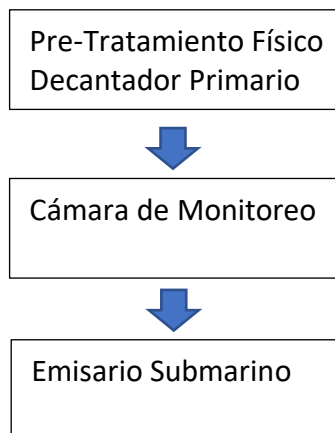 Pre-Tratamiento Físico
Decantador Primario
Cámara de Monitoreo
Emisario Submarino